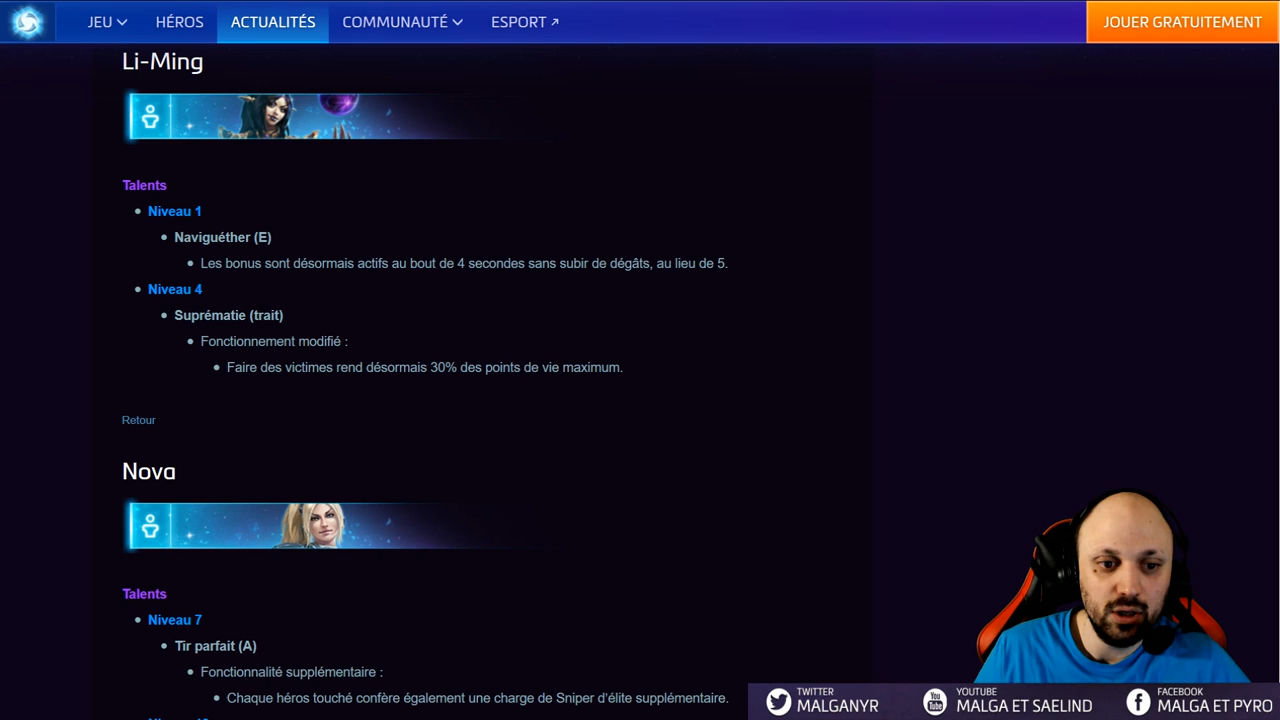 JEU
HÉROS
ACTUALITÉS
COMMUNAUTÉ
ESPORT
JOUER GRATUITEMENT
Li-Ming
Talents
Niveau 1
Naviguéther (E)
Les bonus sont désormais actifs au bout de 4 secondes sans subir de dégâts, au lieu de 5.
Niveau 4
Suprématie (trait)
Fonctionnement modifié :
Faire des victimes rend désormais 30% des points de vie maximum.
Retour
Nova
Talents
Niveau 7
Tir parfait (A)
Fonctionnalité supplémentaire :
Chaque héros touché confère également une charge de Sniper d'élite supplémentaire.
TWITTER
MALGANYR
YOUTUBE
MALGA ET SAELIND
FACEBOOK
MALGA ET PYRO